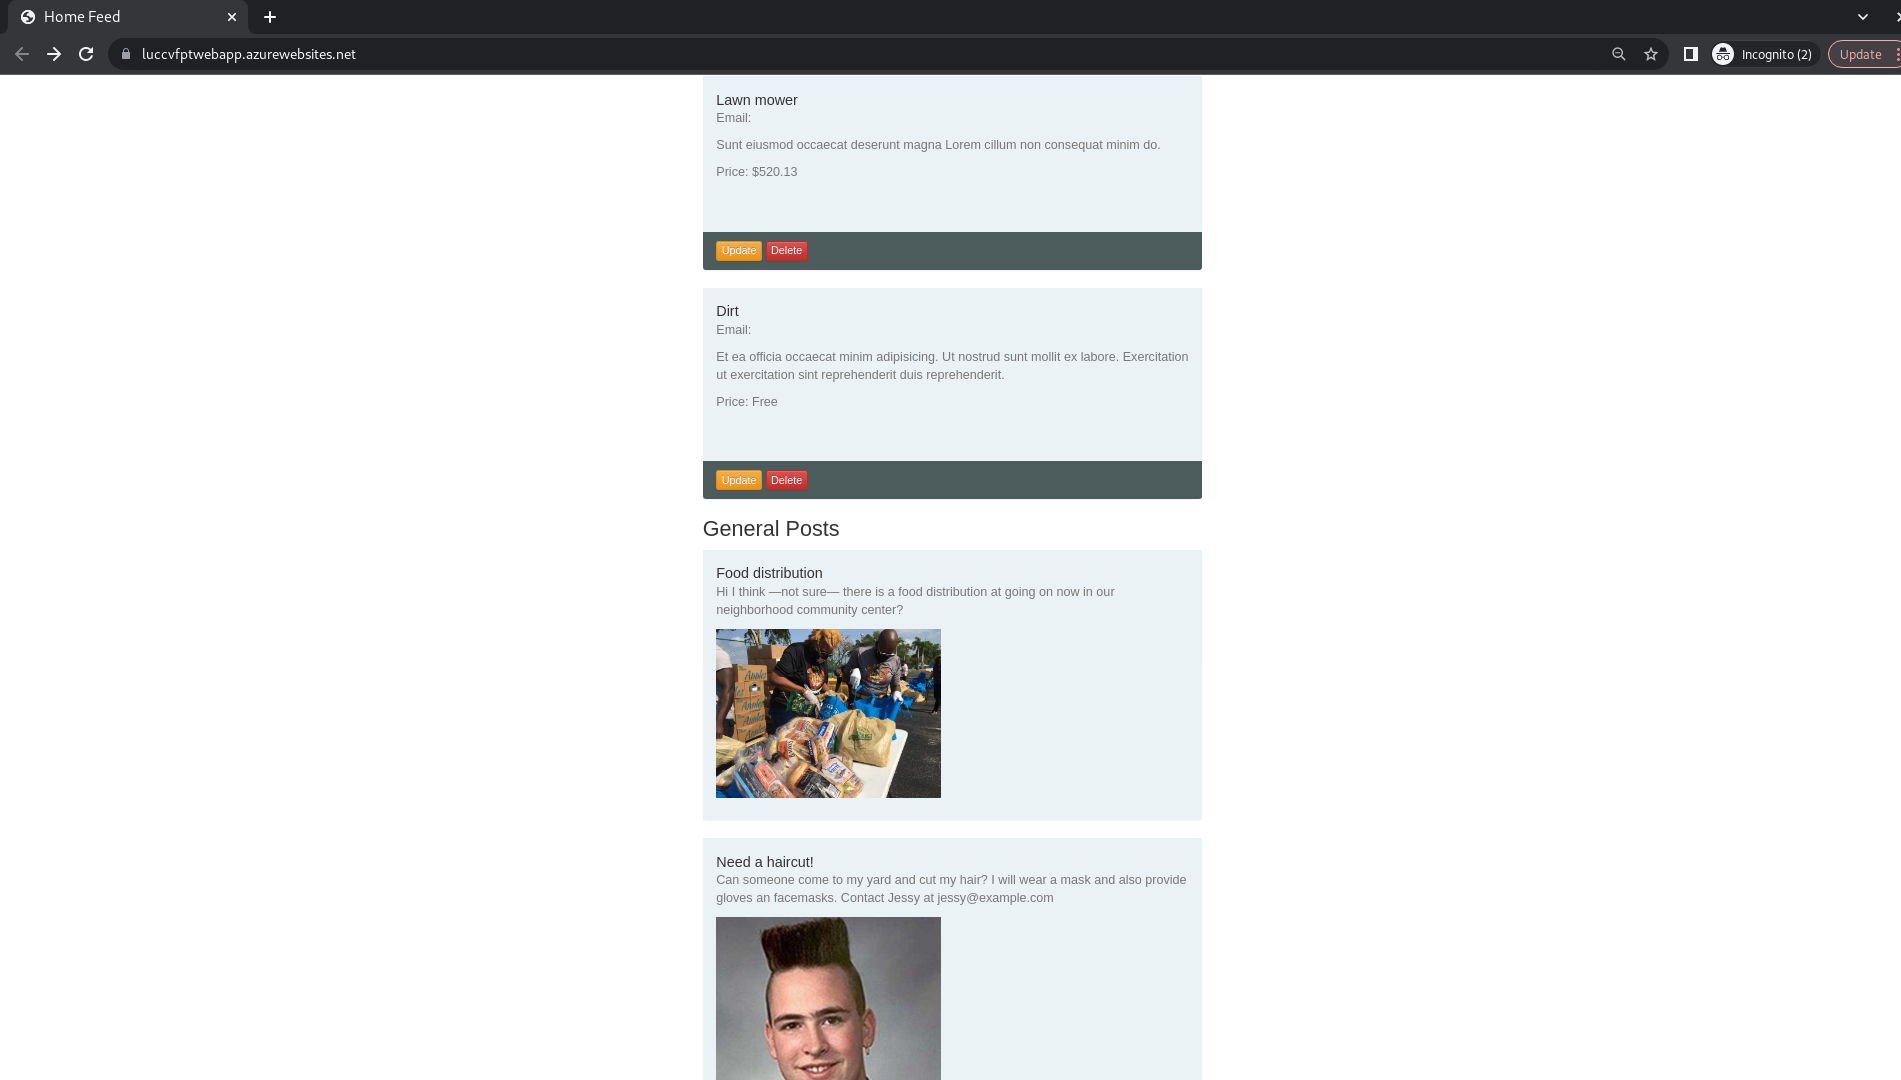 Home Feed
luccvfptwebapp.azurewebsites.net
Incognito (2)
Update
Lawn mower
Email:
Sunt eiusmod occaecat deserunt magna Lorem cillum non consequat minim do.
Price: $520.13
Update Delete
Dirt
Email:
Et ea officia occaecat minim adipisicing. Ut nostrud sunt mollit ex labore. Exercitation
ut exercitation sint reprehenderit duis reprehenderit.
Price: Free
Update Delete
General Posts
Food distribution
Hi I think —not sure— there is a food distribution at going on now in our
neighborhood community center?
Need a haircut!
Can someone come to my yard and cut my hair? I will wear a mask and also provide
gloves an facemasks. Contact Jessy at jessy@example.com